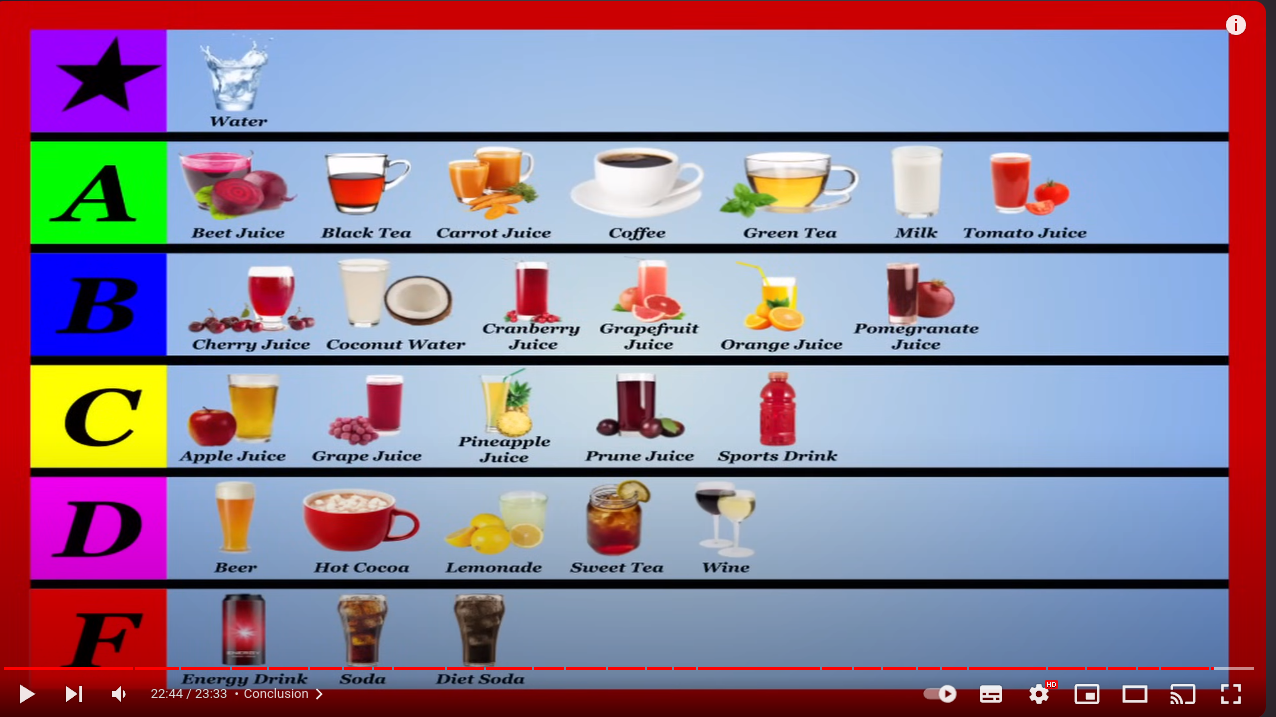 Water
A
Beet Juice
Black Tea
Carrot Juice
Coffee
Green Tea
Milk
Tomato Juice
B
Cherry Juice
Coconut Water
Cranberry
Juice
Grapefruit
Juice
Orange Juice
Pomegranate
Juice
C
Apple Juice
Grape Juice
Pineapple
Juice
Prune Juice
Sports Drink
D
Beer
Hot Cocoa
Lemonade
Sweet Tea
Wine
F
Energy Drink
Soda
Diet Soda
22:44 / 23:33 • Conclusion
HD